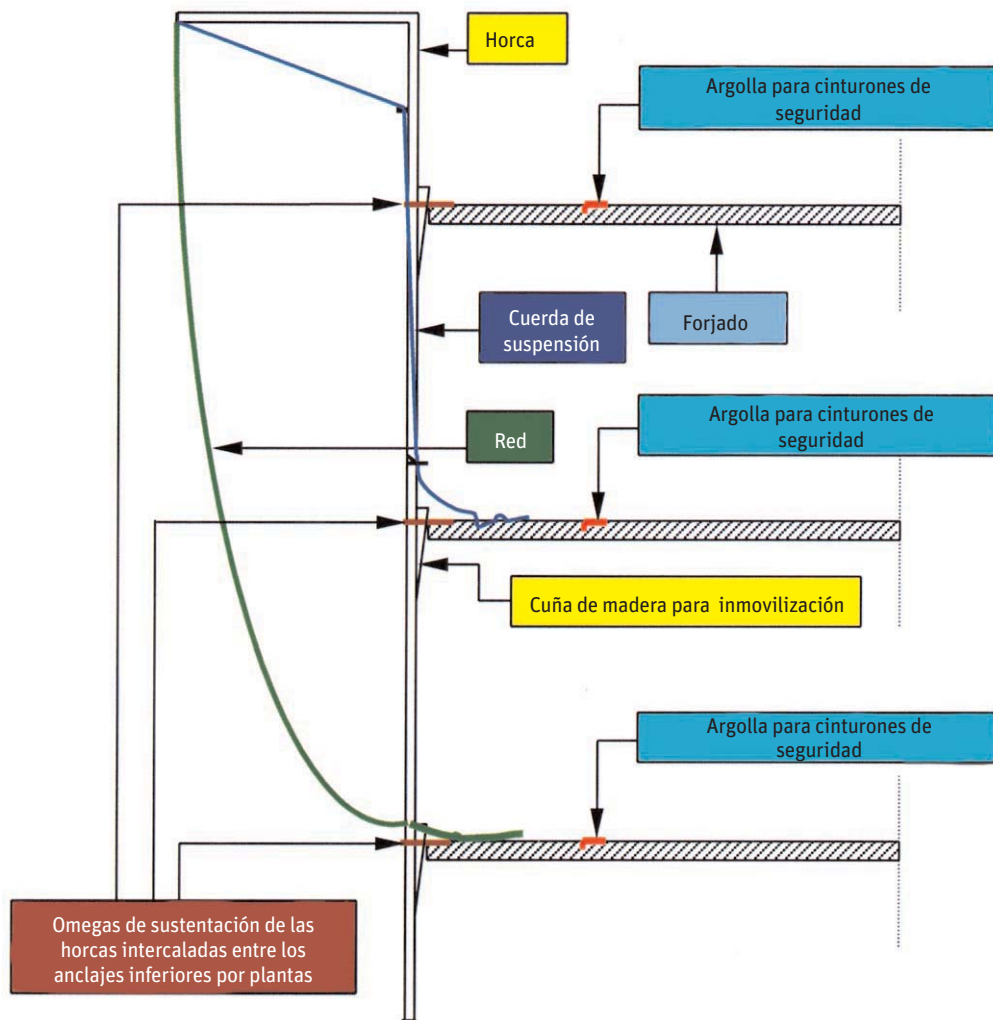 Horca
Argolla para cinturones de
seguridad
Cuerda de
suspensión
Forjado
Argolla para cinturones de
seguridad
Red
Cuña de madera para inmovilización
Argolla para cinturones de
seguridad
Omegas de sustentación de las
horcas intercaladas entre los
anclajes inferiores por plantas